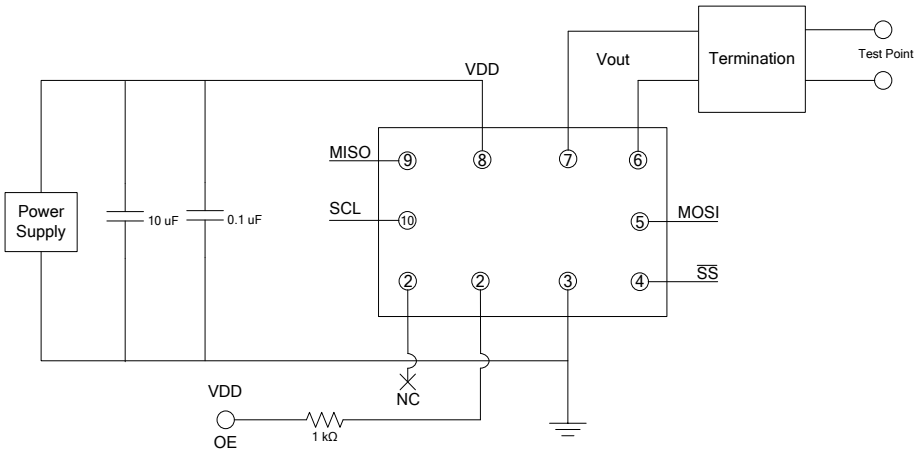 Termination
Test Point
Vout
VDD
MISO
9
8
7
6
Power
Supply
10 uF
0.1 uF
SCL
10
5
MOSI
2
2
3
4
SS
NC
VDD
OE
1 kΩ